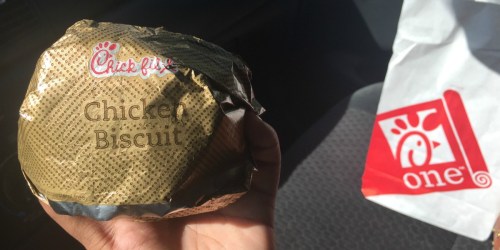 Chick-fil-A
Chicken
Biscuit
one